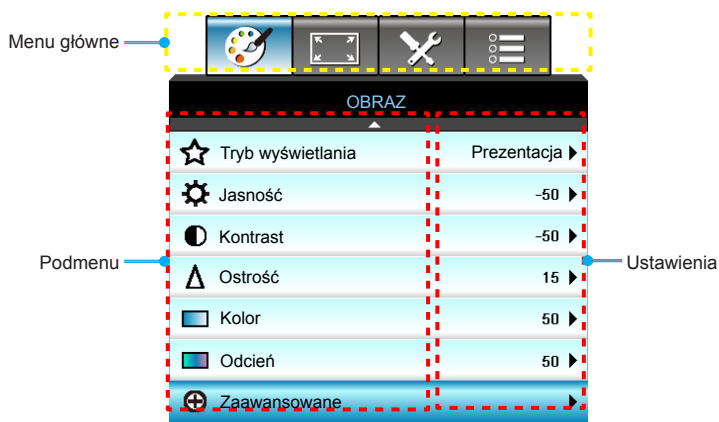 Menu główne
OBRAZ
Tryb wyświetlania Prezentacja
Jasność -50
Kontrast -50
Podmenu
Ustawienia
Ostrość 15
Kolor 50
Odcień 50
Zaawansowane